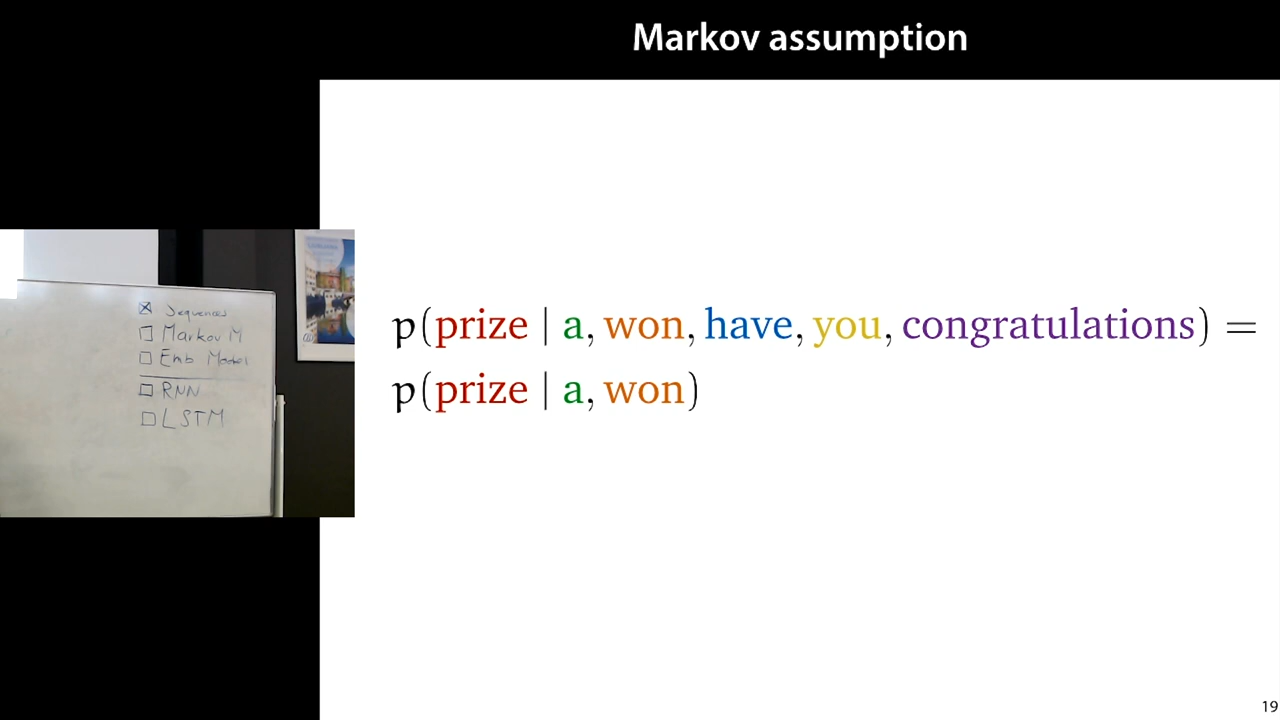 Markov assumption
Sequences
Markov M
Emb Model
RNN
LSTM
p(prize | a, won, have, you, congratulations) =
p(prize | a, won)
19